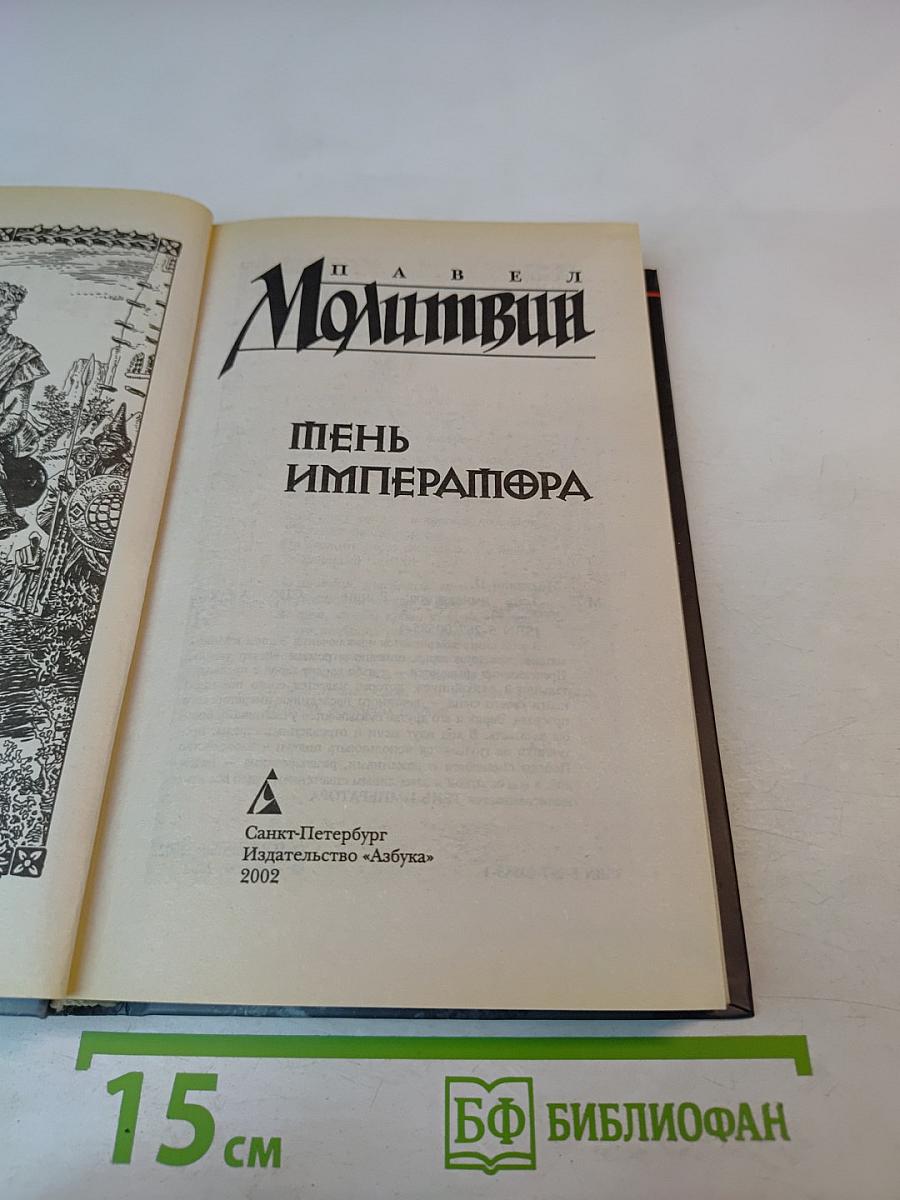 ПАВЕЛ
Молитвин
ТЕНЬ
ИМПЕРАТОРА
Санкт-Петербург
Издательство «Азбука»
2002
15 см
БФ БИБЛИОФАН